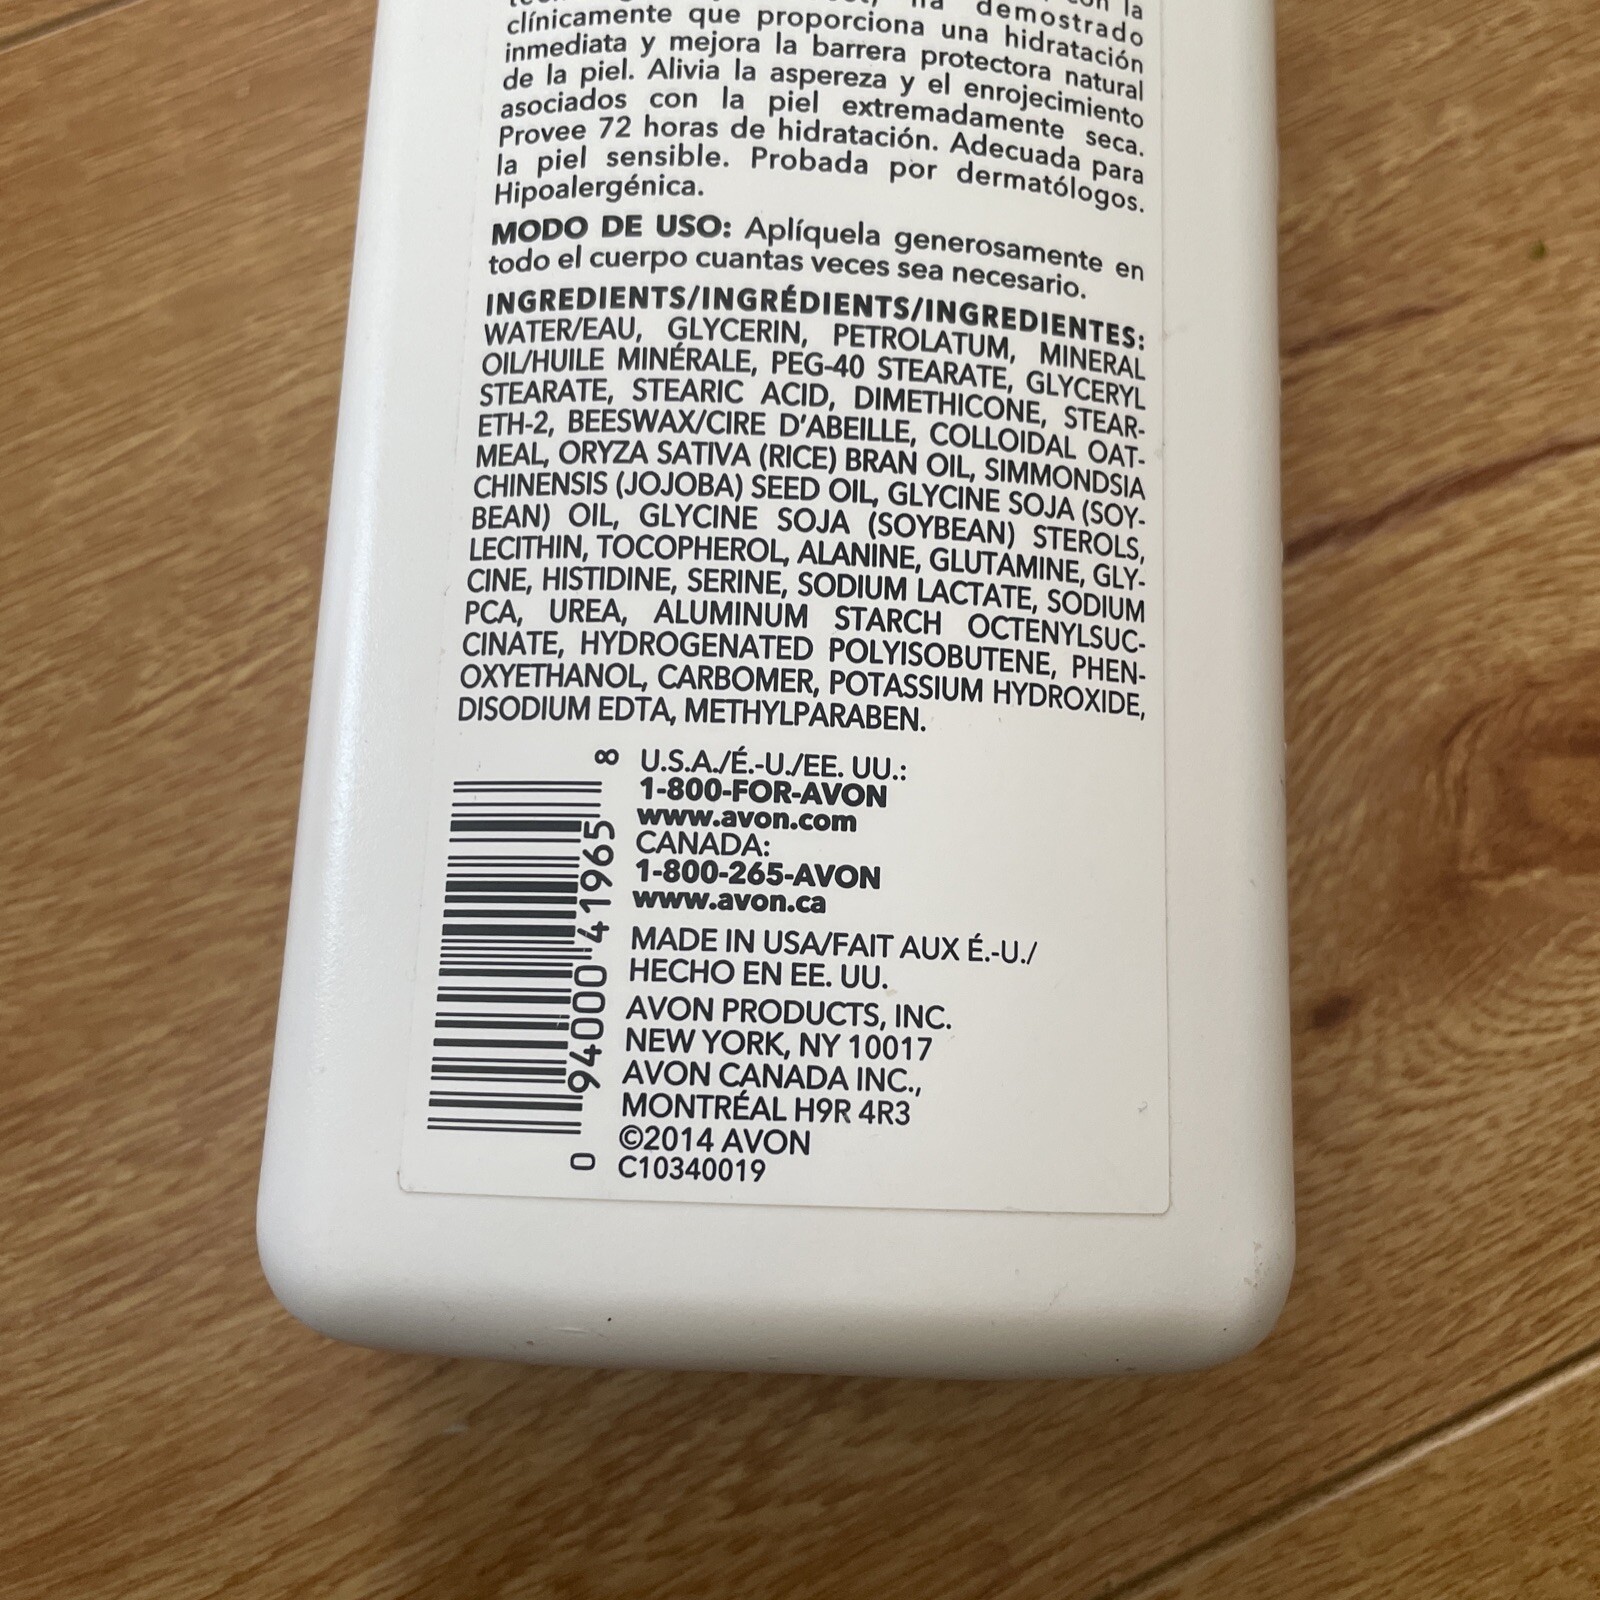 con la
ha demostrado
clínicamente que proporciona una hidratación
inmediata y mejora la barrera protectora natural
de la piel. Alivia la aspereza y el enrojecimiento
asociados con la piel extremadamente seca.
Provee 72 horas de hidratación. Adecuada para
la piel sensible. Probada por dermatólogos.
Hipoalergénica.
MODO DE USO: Aplíquela generosamente en
todo el cuerpo cuantas veces sea necesario.
INGREDIENTS/INGRÉDIENTS/INGREDIENTES:
WATER/EAU, GLYCERIN, PETROLATUM, MINERAL
OIL/HUILE MINÉRALE, PEG-40 STEARATE, GLYCERYL
STEARATE, STEARIC ACID, DIMETHICONE, STEAR-
ETH-2, BEESWAX/CIRE D'ABEILLE, COLLOIDAL OAT-
MEAL, ORYZA SATIVA (RICE) BRAN OIL, SIMMONDSIA
CHINENSIS (JOJOBA) SEED OIL, GLYCINE SOJA (SOY-
BEAN) OIL, GLYCINE SOJA (SOYBEAN) STEROLS,
LECITHIN, TOCOPHEROL, ALANINE, GLUTAMINE, GLY-
CINE, HISTIDINE, SERINE, SODIUM LACTATE, SODIUM
PCA, UREA, ALUMINUM STARCH OCTENYLSUC-
CINATE, HYDROGENATED POLYISOBUTENE, PHEN-
OXYETHANOL, CARBOMER, POTASSIUM HYDROXIDE,
DISODIUM EDTA, METHYLPARABEN.
0 94000 41965 8
U.S.A./É.-U./EE. UU.:
1-800-FOR-AVON
www.avon.com
CANADA:
1-800-265-AVON
www.avon.ca
MADE IN USA/FAIT AUX É.-U./
HECHO EN EE. UU.
AVON PRODUCTS, INC.
NEW YORK, NY 10017
AVON CANADA INC.,
MONTRÉAL H9R 4R3
©2014 AVON
C10340019